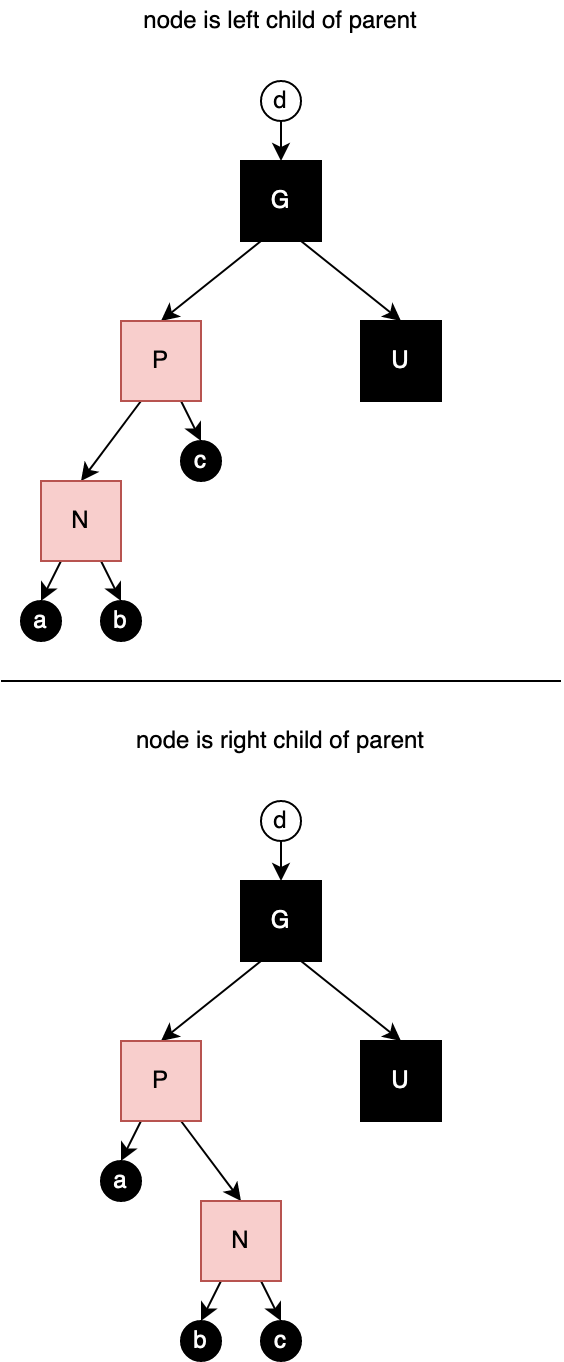 node is left child of parent
d
G
P
U
c
N
a
b
node is right child of parent
d
G
P
U
a
N
b
c